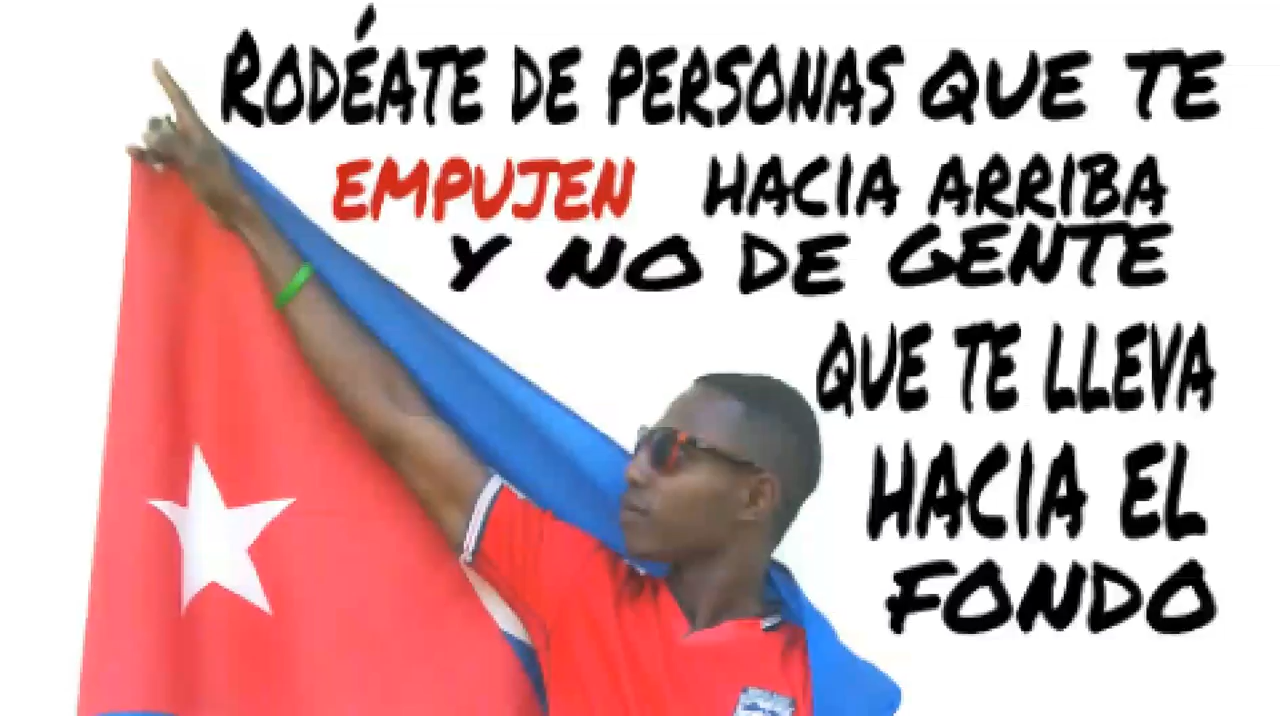 RODÉATE DE PERSONAS QUE TE
EMPUJEN HACIA ARRIBA
Y NO DE GENTE
QUE TE LLEVA
HACIA EL
FONDO